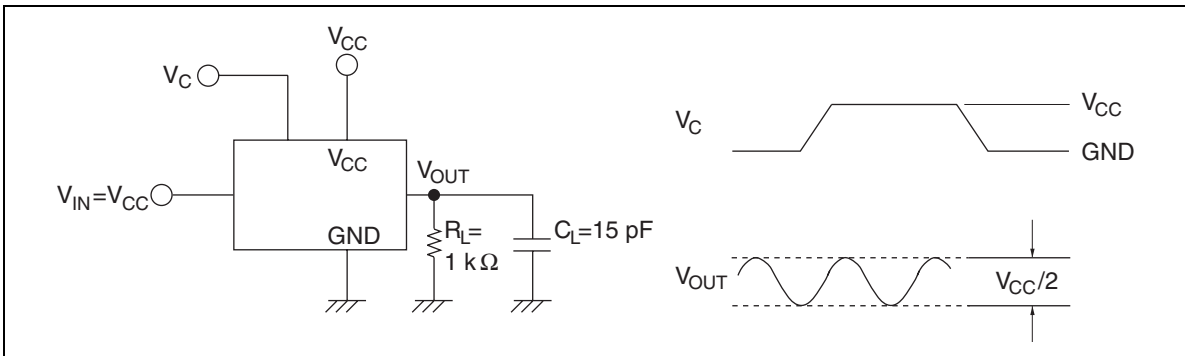 V_CC
V_C
V_CC
V_OUT
V_IN=V_CC
GND
R_L=
1 kΩ
C_L=15 pF
V_C
V_CC
GND
V_OUT
V_CC/2